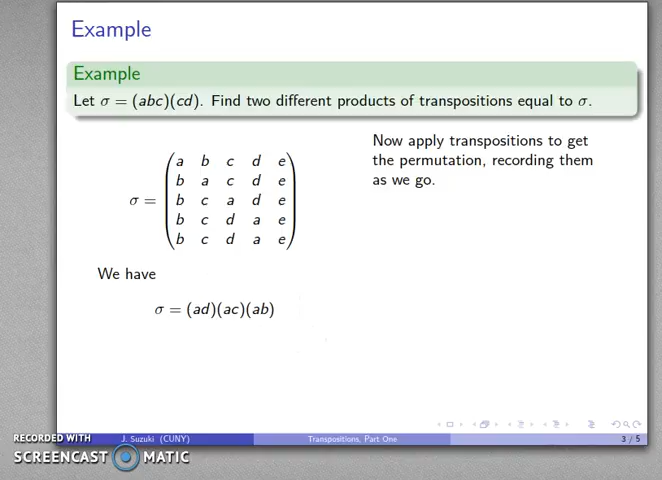 Example
Example
Let σ = (abc)(cd). Find two different products of transpositions equal to σ.
Now apply transpositions to get
the permutation, recording them
as we go.
a b c d e
b a c d e
σ = b c a d e
b c d a e
b c d a e
We have
σ = (ad)(ac)(ab)
J. Suzuki (CUNY) Transpositions, Part One 3 / 5
RECORDED WITH
SCREENCAST MATIC